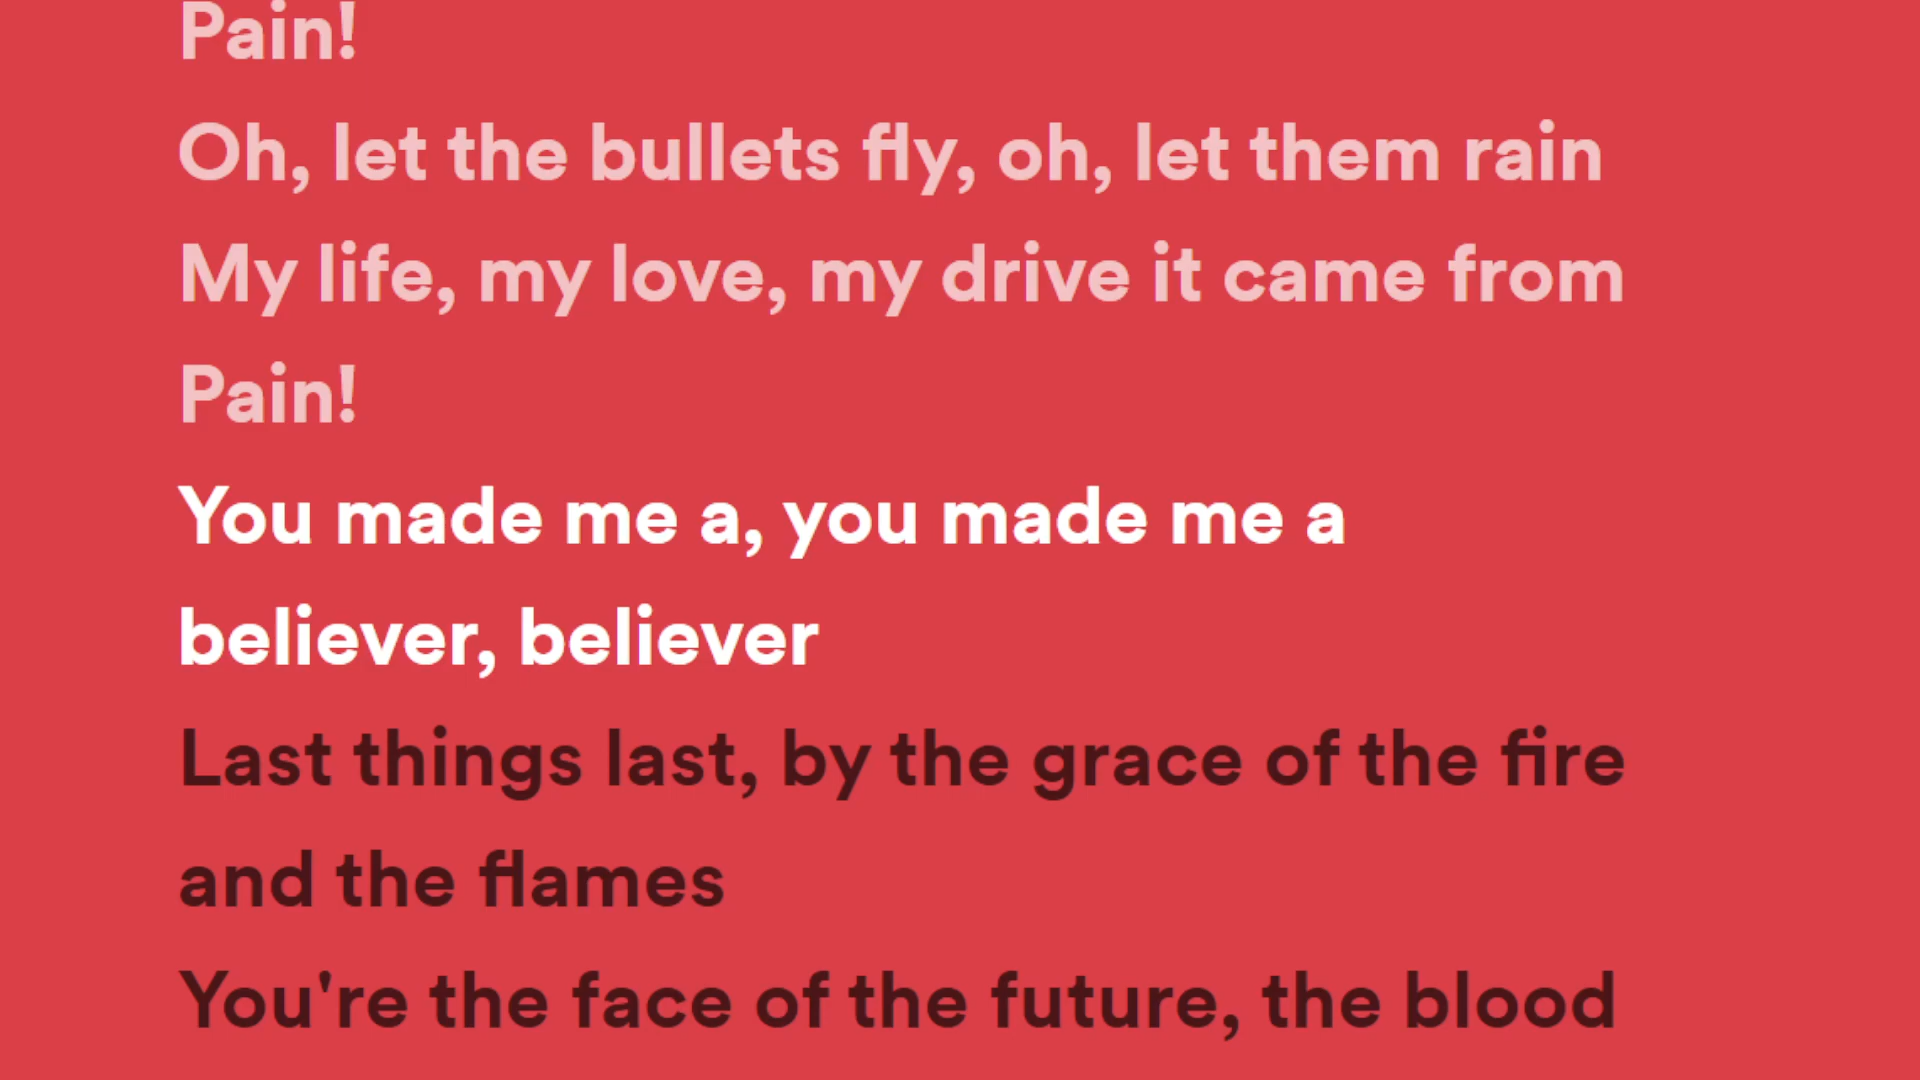 Pain!
Oh, let the bullets fly, oh, let them rain
My life, my love, my drive it came from
Pain!
You made me a, you made me a
believer, believer
Last things last, by the grace of the fire
and the flames
You're the face of the future, the blood